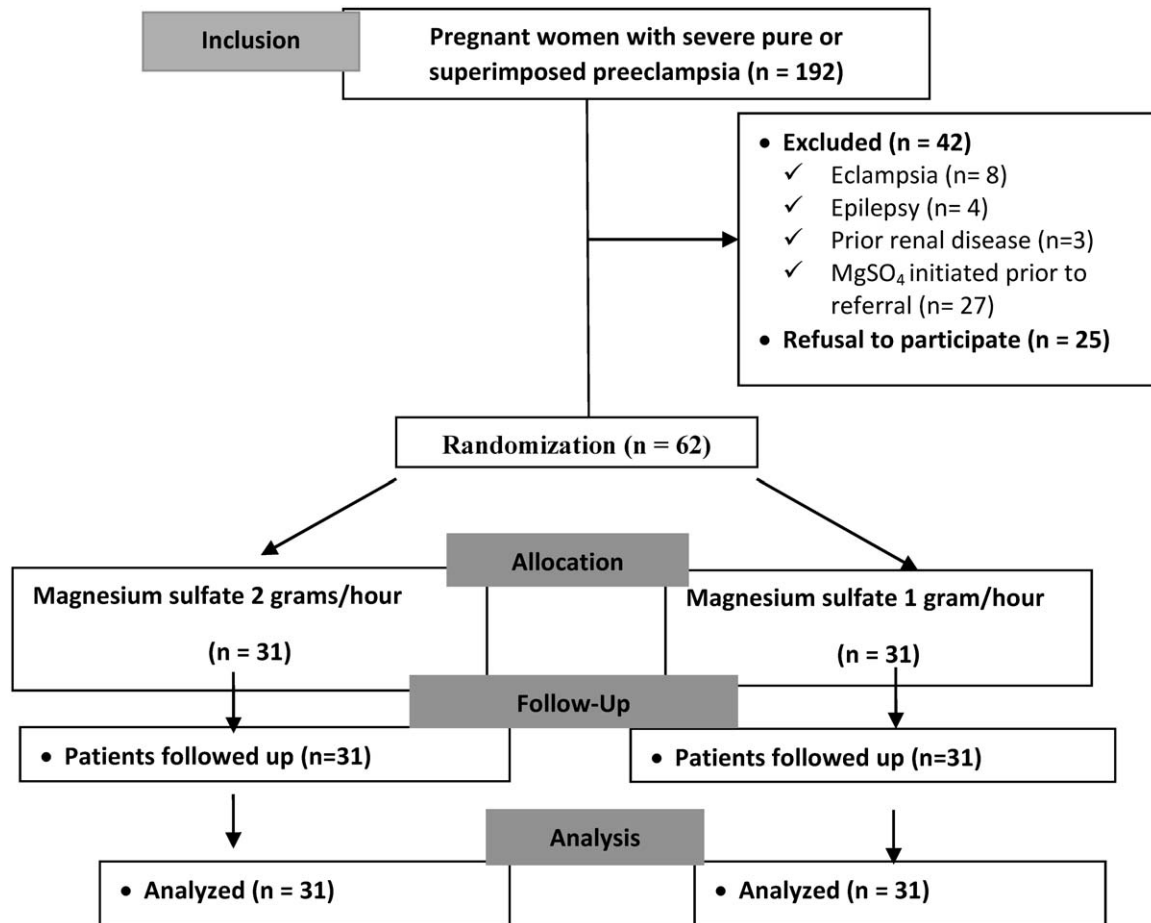 Inclusion
Pregnant women with severe pure or
superimposed preeclampsia (n = 192)
• Excluded (n = 42)
✓ Eclampsia (n= 8)
✓ Epilepsy (n= 4)
✓ Prior renal disease (n=3)
✓ MgSO₄ initiated prior to
referral (n= 27)
• Refusal to participate (n = 25)
Randomization (n = 62)
Allocation
Magnesium sulfate 2 grams/hour
(n = 31)
Magnesium sulfate 1 gram/hour
(n = 31)
Follow-Up
• Patients followed up (n=31)
• Patients followed up (n=31)
Analysis
• Analyzed (n = 31)
• Analyzed (n = 31)